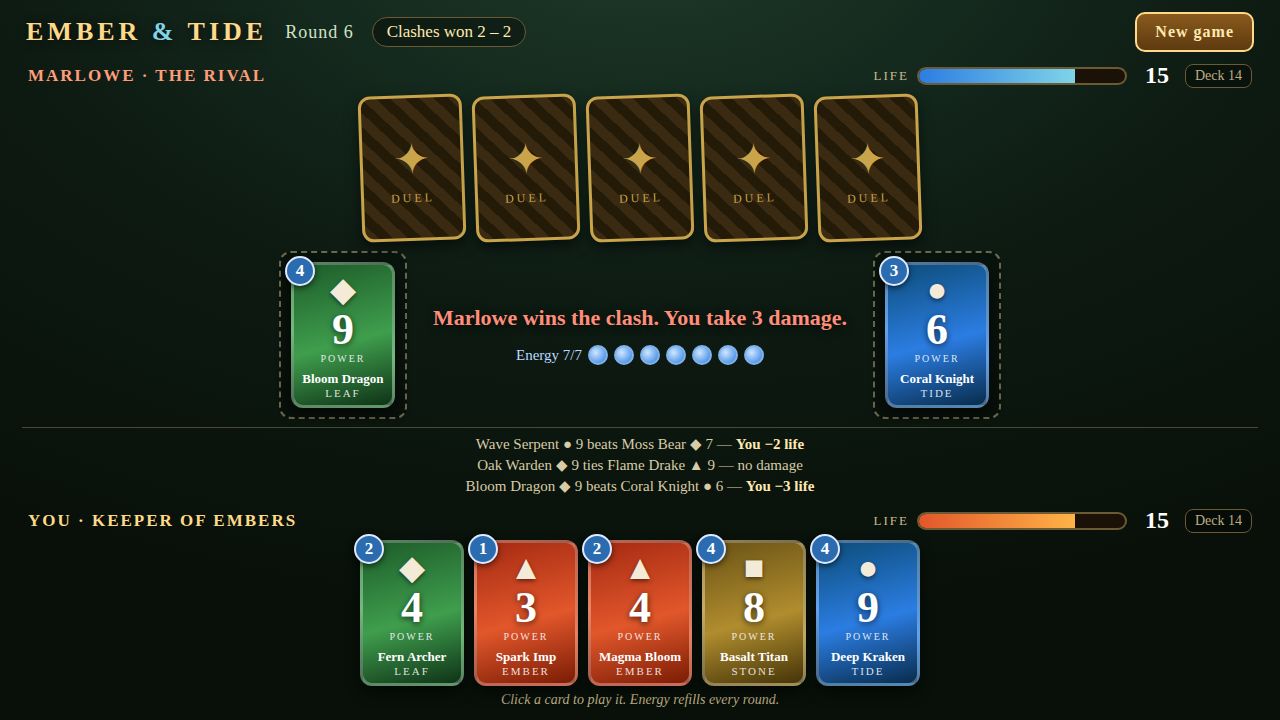 EMBER & TIDE Round 6 Clashes won 2 – 2 New game
MARLOWE · THE RIVAL LIFE 15 Deck 14
DUEL DUEL DUEL DUEL DUEL
4
9
POWER
Bloom Dragon
LEAF
Marlowe wins the clash. You take 3 damage.
Energy 7/7
3
6
POWER
Coral Knight
TIDE
Wave Serpent ● 9 beats Moss Bear ◆ 7 — You −2 life
Oak Warden ◆ 9 ties Flame Drake ▲ 9 — no damage
Bloom Dragon ◆ 9 beats Coral Knight ● 6 — You −3 life
YOU · KEEPER OF EMBERS LIFE 15 Deck 14
2
4
POWER
Fern Archer
LEAF
1
3
POWER
Spark Imp
EMBER
2
4
POWER
Magma Bloom
EMBER
4
8
POWER
Basalt Titan
STONE
4
9
POWER
Deep Kraken
TIDE
Click a card to play it. Energy refills every round.